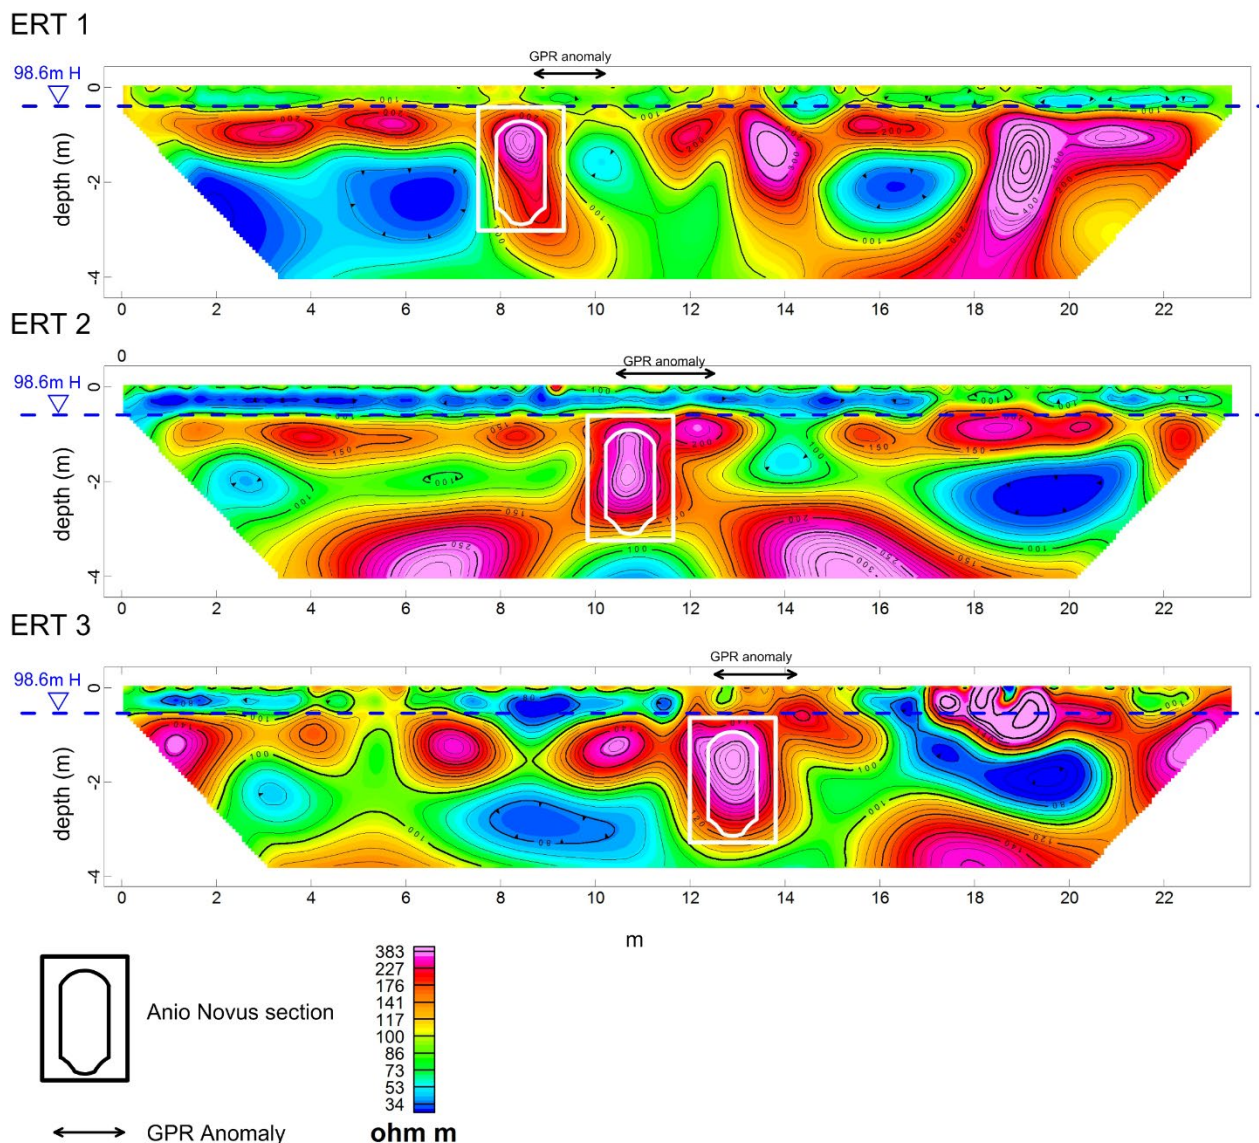 ERT 1
GPR anomaly
98.6m H
0
-2
-4
depth (m)
0 2 4 6 8 10 12 14 16 18 20 22
ERT 2
0
GPR anomaly
98.6m H
0
-2
-4
depth (m)
0 2 4 6 8 10 12 14 16 18 20 22
ERT 3
GPR anomaly
98.6m H
0
-2
-4
depth (m)
0 2 4 6 8 10 12 14 16 18 20 22
m
Anio Novus section
GPR Anomaly
383
227
176
141
117
100
86
73
53
34
ohm m